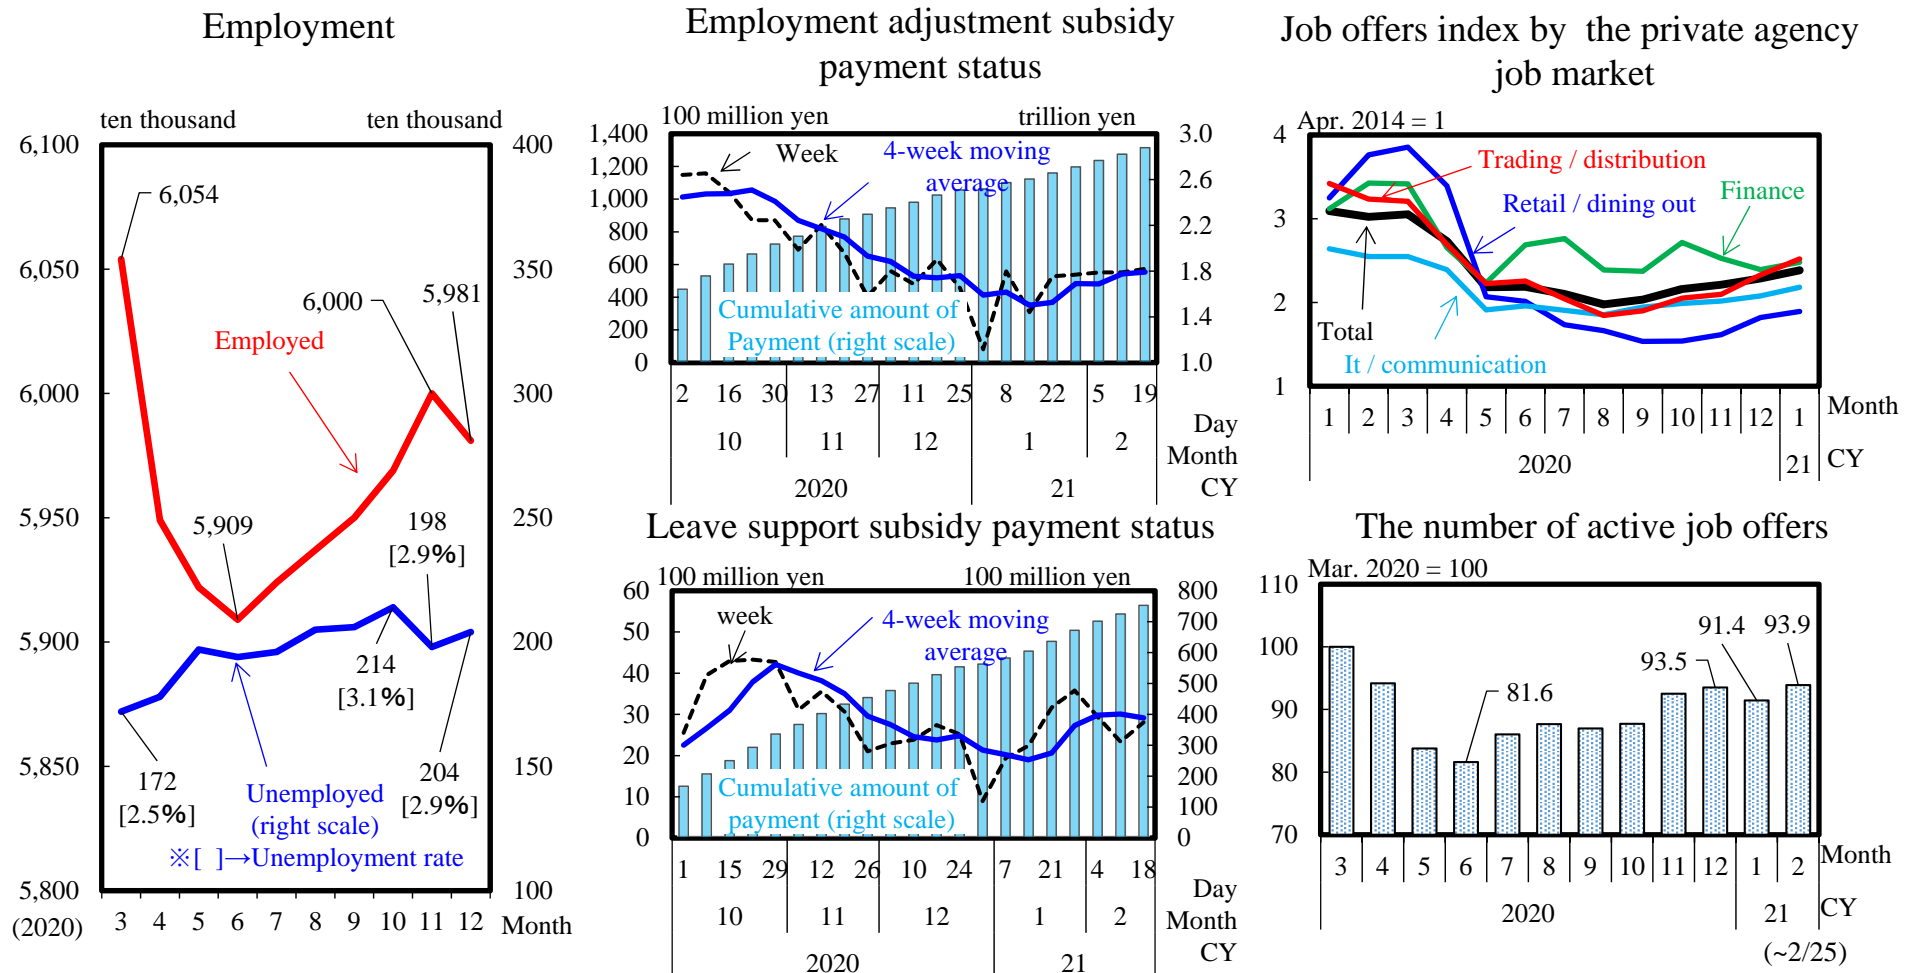 Employment
ten thousand
ten thousand
6,100
6,050
6,000
5,950
5,900
5,850
5,800
400
350
300
250
200
150
100
6,054
6,000
5,981
Employed
5,909
198
[2.9%]
214
[3.1%]
172
[2.5%]
204
[2.9%]
Unemployed
(right scale)
※[ ]→Unemployment rate
(2020)
3 4 5 6 7 8 9 10 11 12 Month
Employment adjustment subsidy
payment status
100 million yen
trillion yen
1,400
1,200
1,000
800
600
400
200
0
3.0
2.6
2.2
1.8
1.4
1.0
Week
4-week moving
average
Cumulative amount of
Payment (right scale)
2 16 30 13 27 11 25 8 22 5 19
Day
10 11 12 1 2
Month
2020 21
CY
Leave support subsidy payment status
100 million yen
100 million yen
60
50
40
30
20
10
0
800
700
600
500
400
300
200
100
0
week
4-week moving
average
Cumulative amount of
payment (right scale)
1 15 29 12 26 10 24 7 21 4 18
Day
10 11 12 1 2
Month
2020 21
CY
Job offers index by the private agency
job market
Apr. 2014 = 1
4
3
2
1
Trading / distribution
Retail / dining out
Finance
Total
It / communication
1 2 3 4 5 6 7 8 9 10 11 12 1
Month
2020 21
CY
The number of active job offers
Mar. 2020 = 100
110
100
90
80
70
81.6
93.5
91.4
93.9
3 4 5 6 7 8 9 10 11 12 1 2
Month
2020 21
CY
(~2/25)